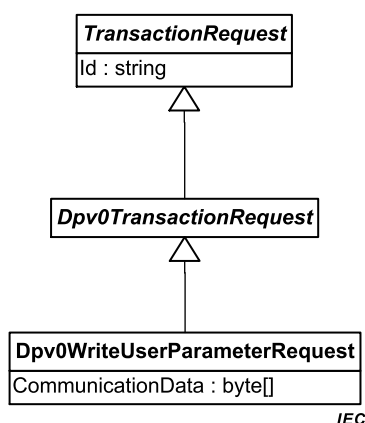 TransactionRequest
Id : string
Dpv0TransactionRequest
Dpv0WriteUserParameterRequest
CommunicationData : byte[]
IEC